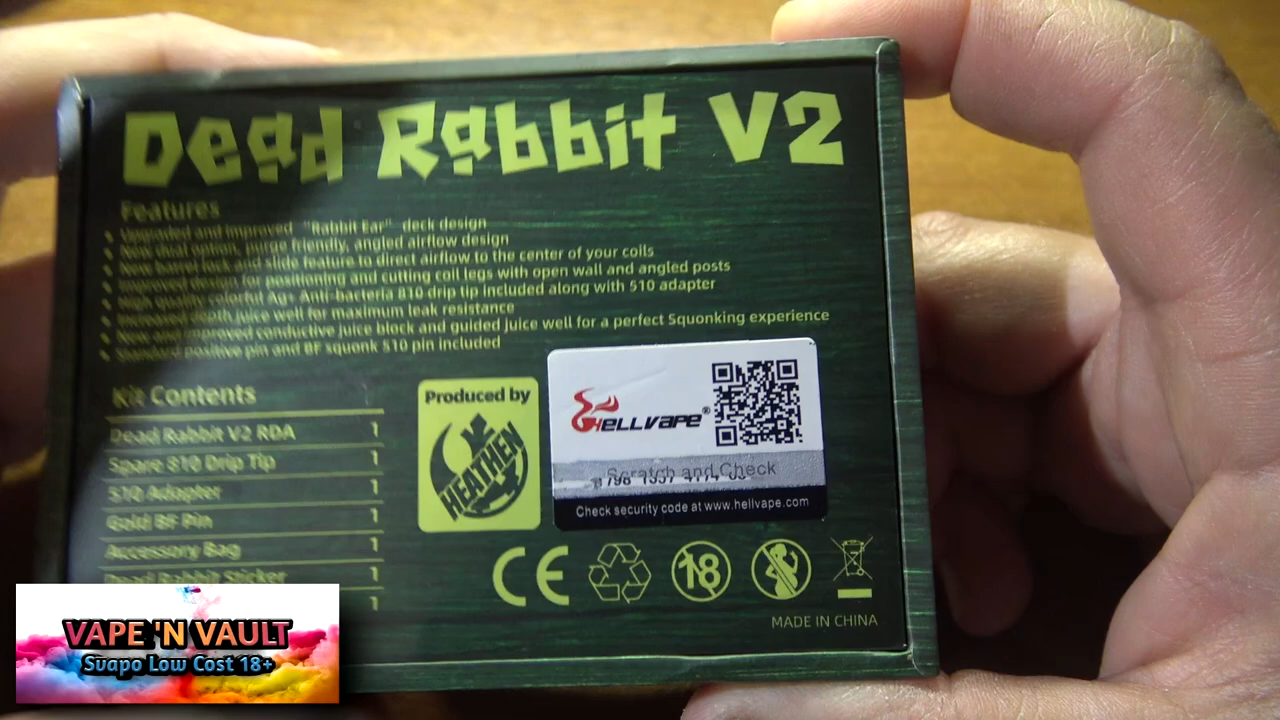 Dead Rabbit V2
Features
Upgraded and improved "Rabbit Ear" deck design
New dual option, purge friendly, angled airflow design
New barrel lock and slide feature to direct airflow to the center of your coils
Improved positioning and cutting coil legs with open wall and angled posts
High quality colorful Ag+ Anti-bacteria 810 drip tip included along with 510 adapter
Increased depth juice well for maximum leak resistance
New and improved conductive juice block and guided juice well for a perfect Squonking experience
Standard positive pin and BF squonk 510 pin included
Kit Contents
Dead Rabbit V2 RDA 1
Spare 810 Drip Tip 1
510 Adapter 1
Gold BF Pin 1
Accessory Bag 1
Dead Rabbit Sticker 1
1
Produced by
HEATHEN
HELLVAPE®
Scratch and Check
Check security code at www.hellvape.com
CE
18
MADE IN CHINA
VAPE 'N VAULT
Svapo Low Cost 18+